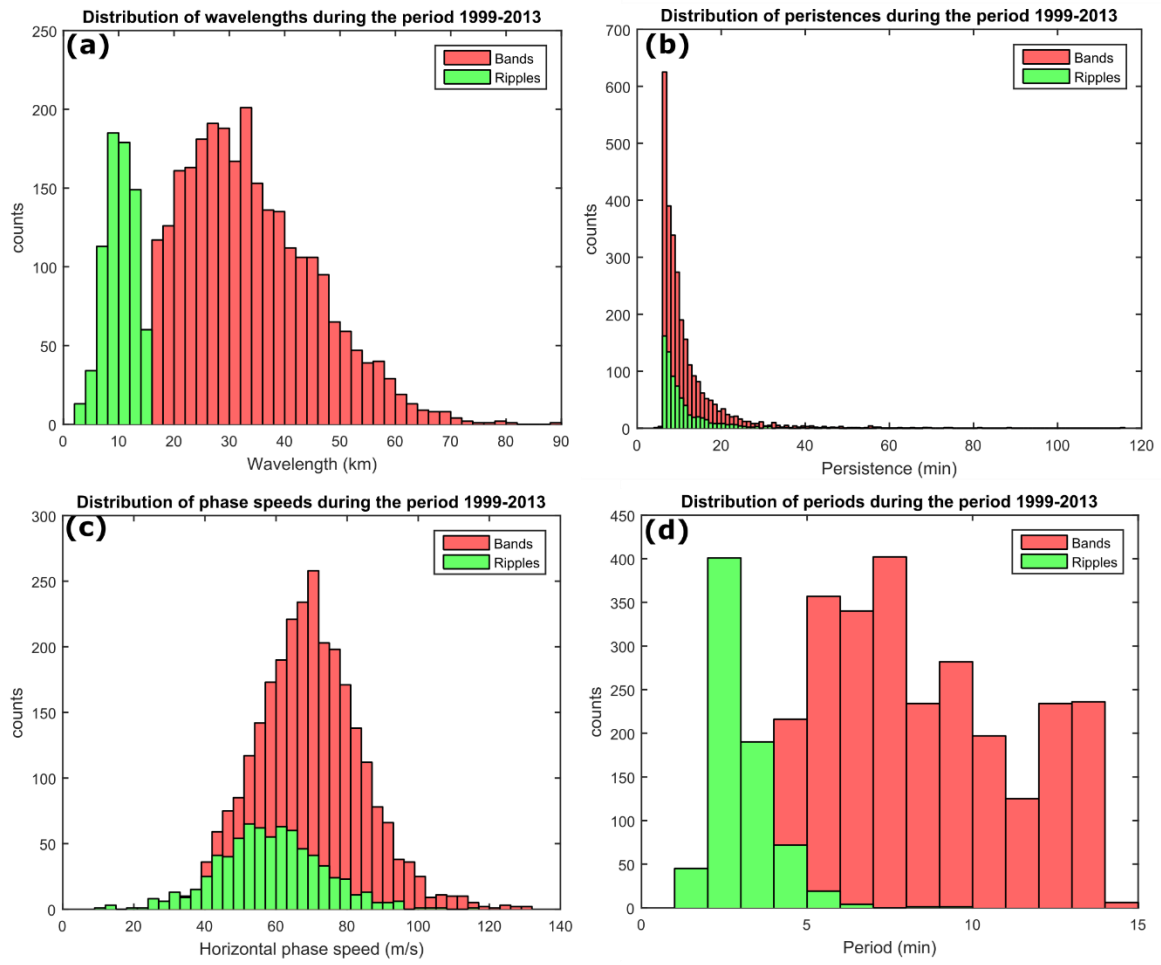 Distribution of wavelengths during the period 1999-2013
(a)
Bands
Ripples
250
200
150
100
50
0
counts
0 10 20 30 40 50 60 70 80 90
Wavelength (km)
Distribution of peristences during the period 1999-2013
(b)
Bands
Ripples
700
600
500
400
300
200
100
0
counts
0 20 40 60 80 100 120
Persistence (min)
Distribution of phase speeds during the period 1999-2013
(c)
Bands
Ripples
300
250
200
150
100
50
0
counts
0 20 40 60 80 100 120 140
Horizontal phase speed (m/s)
Distribution of periods during the period 1999-2013
(d)
Bands
Ripples
450
400
350
300
250
200
150
100
50
0
counts
0 5 10 15
Period (min)